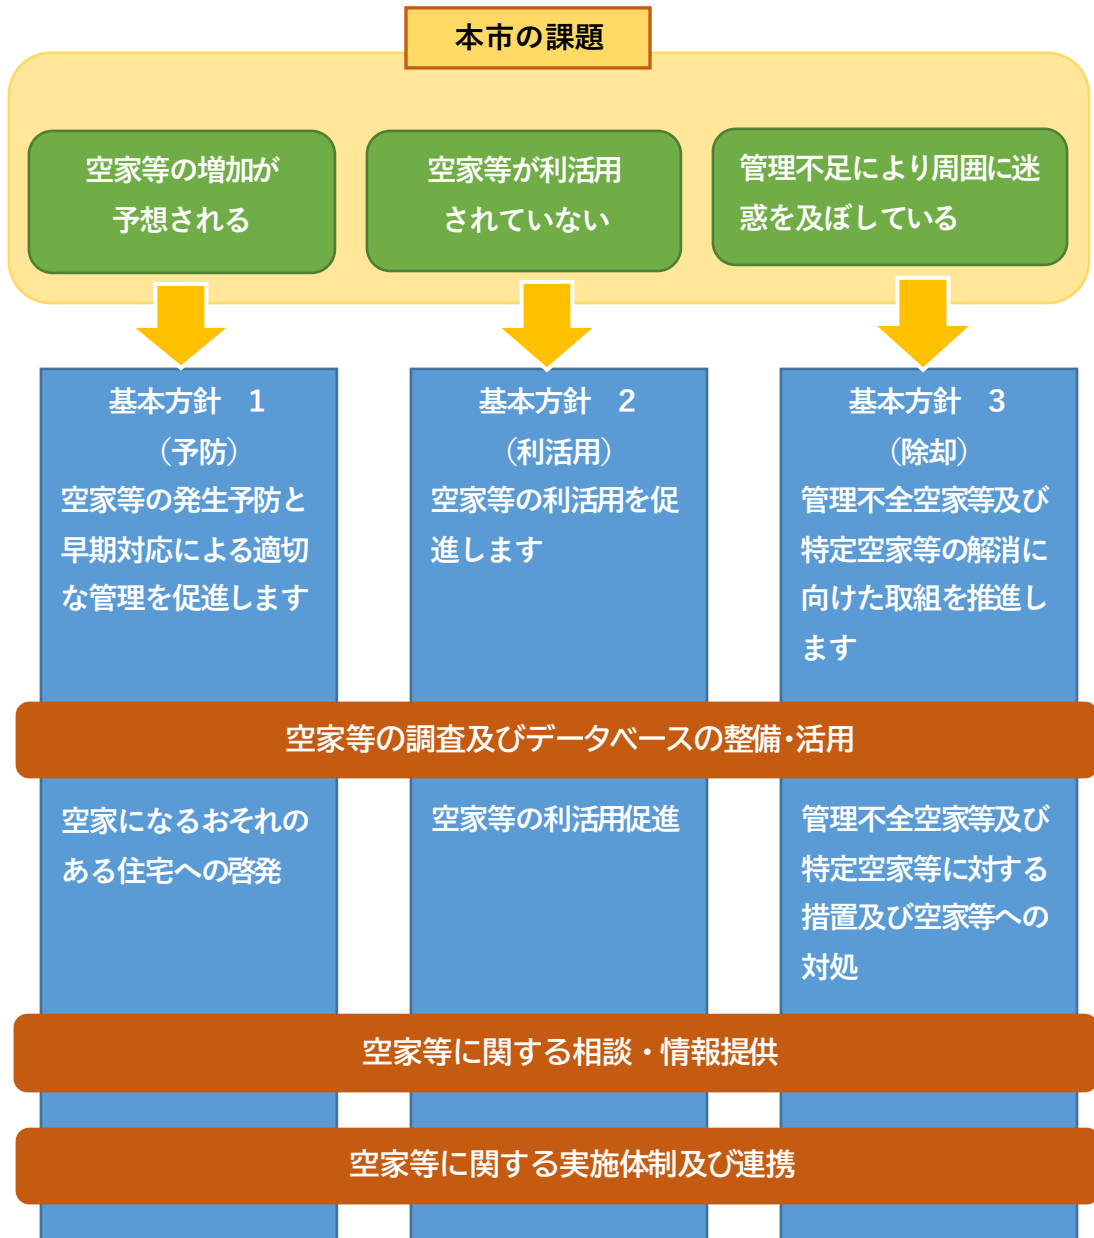 本市の課題
空家等の増加が
予想される
空家等が利活用
されていない
管理不足により周囲に迷
惑を及ぼしている
基本方針　1
（予防）
空家等の発生予防と
早期対応による適切
な管理を促進します
基本方針　2
（利活用）
空家等の利活用を促
進します
基本方針　3
（除却）
管理不全空家等及び
特定空家等の解消に
向けた取組を推進し
ます
空家等の調査及びデータベースの整備・活用
空家になるおそれの
ある住宅への啓発
空家等の利活用促進
管理不全空家等及び
特定空家等に対する
措置及び空家等への
対処
空家等に関する相談・情報提供
空家等に関する実施体制及び連携